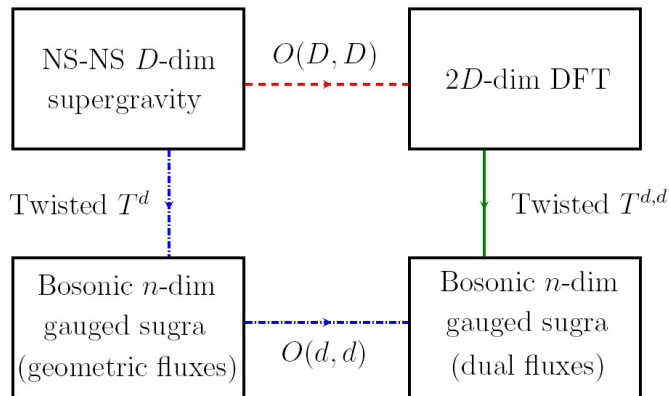 NS-NS D-dim
supergravity
O(D, D)
2D-dim DFT
Twisted T^d
Twisted T^{d,d}
Bosonic n-dim
gauged sugra
(geometric fluxes)
O(d, d)
Bosonic n-dim
gauged sugra
(dual fluxes)